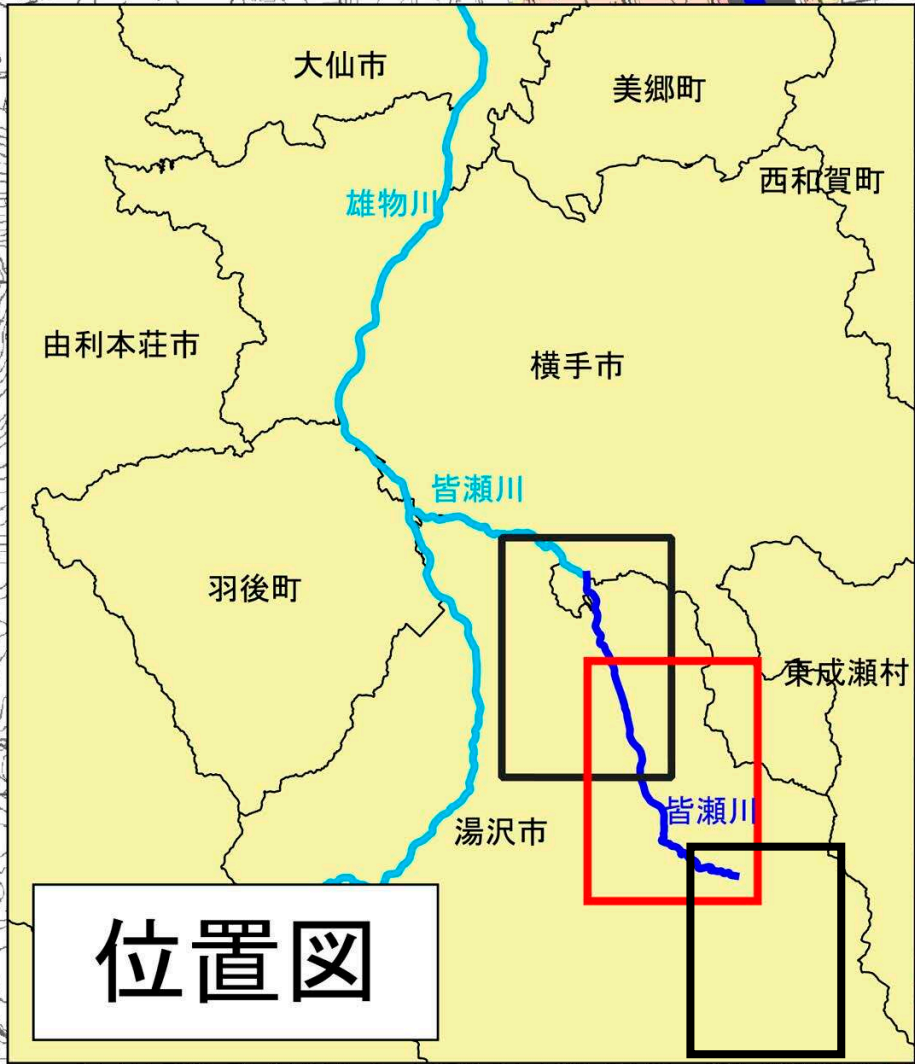 大仙市
美郷町
西和賀町
雄物川
由利本荘市
横手市
皆瀬川
羽後町
東成瀬村
皆瀬川
湯沢市
位置図